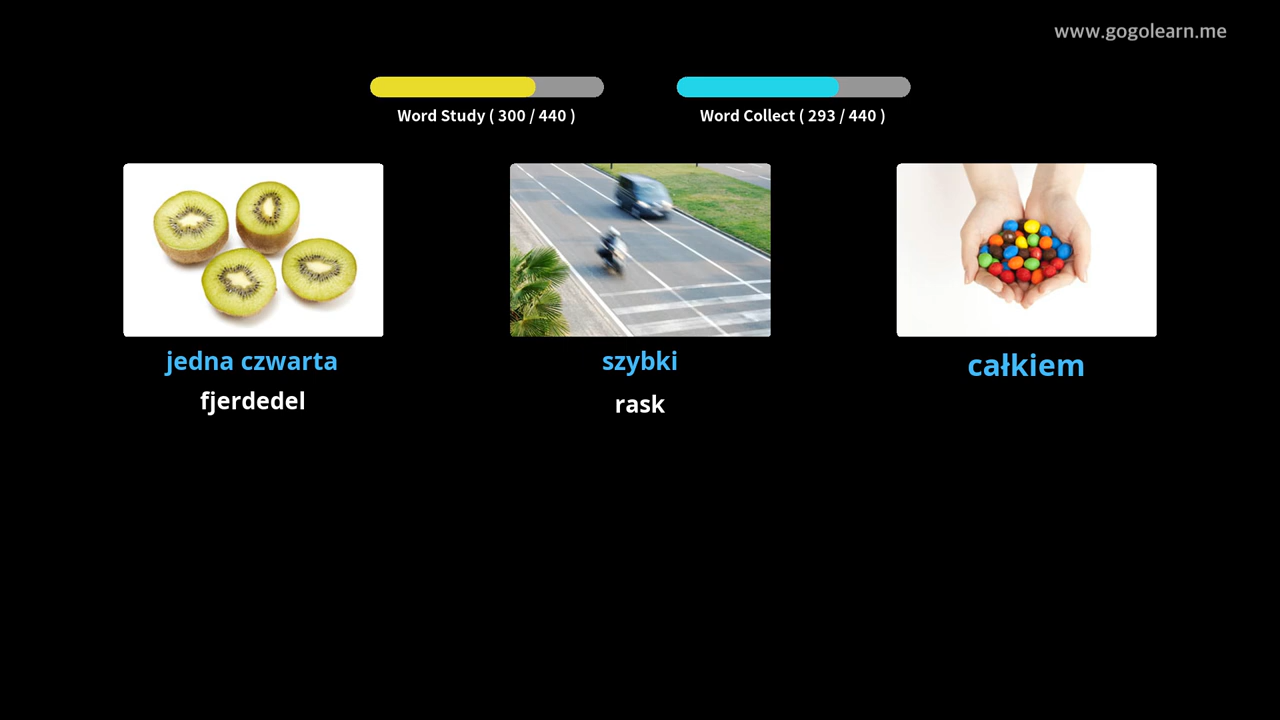 www.gogolearn.me
Word Study ( 300 / 440 )
Word Collect ( 293 / 440 )
jedna czwarta
fjerdedel
szybki
rask
całkiem